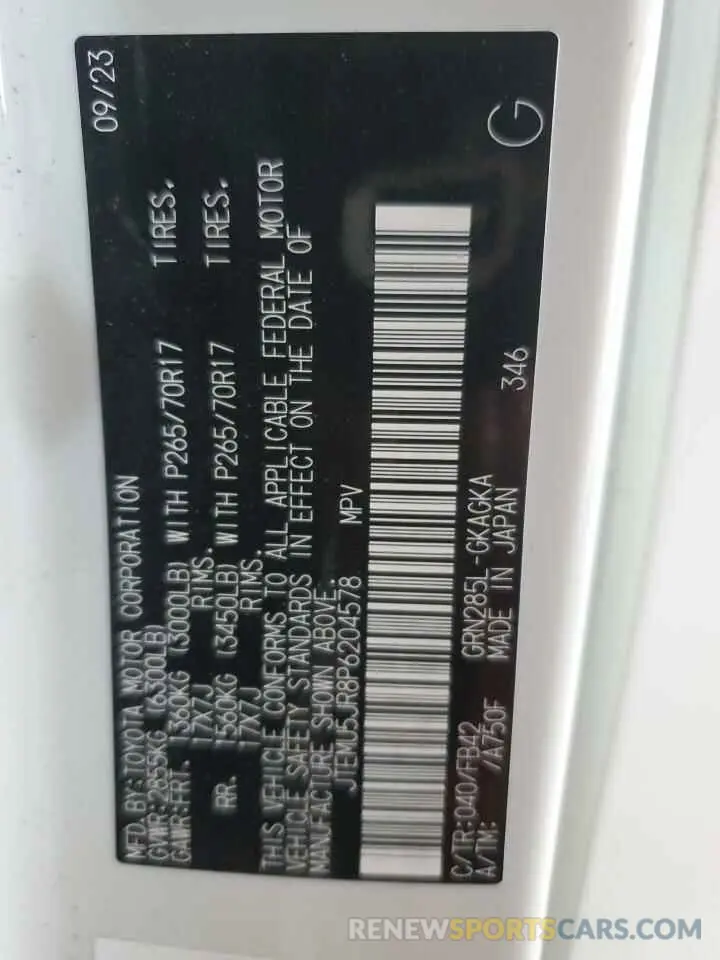 MFD. BY: TOYOTA MOTOR CORPORATION 09/23
GVWR: 2855KG (6300LB)
GAWR: FRT. 1360KG (3000LB) WITH P265/70R17 TIRES.
17X7J RIMS.
RR. 1560KG (3450LB) WITH P265/70R17 TIRES.
17X7J RIMS.
THIS VEHICLE CONFORMS TO ALL APPLICABLE FEDERAL MOTOR
VEHICLE SAFETY STANDARDS IN EFFECT ON THE DATE OF
MANUFACTURE SHOWN ABOVE.
JTEMU5JR8P6204578 MPV
C/TR: 040/FB42 GRN285L-GKAGKA 346 G
A/TM: /A750F MADE IN JAPAN
RENEWSPORTSCARS.COM